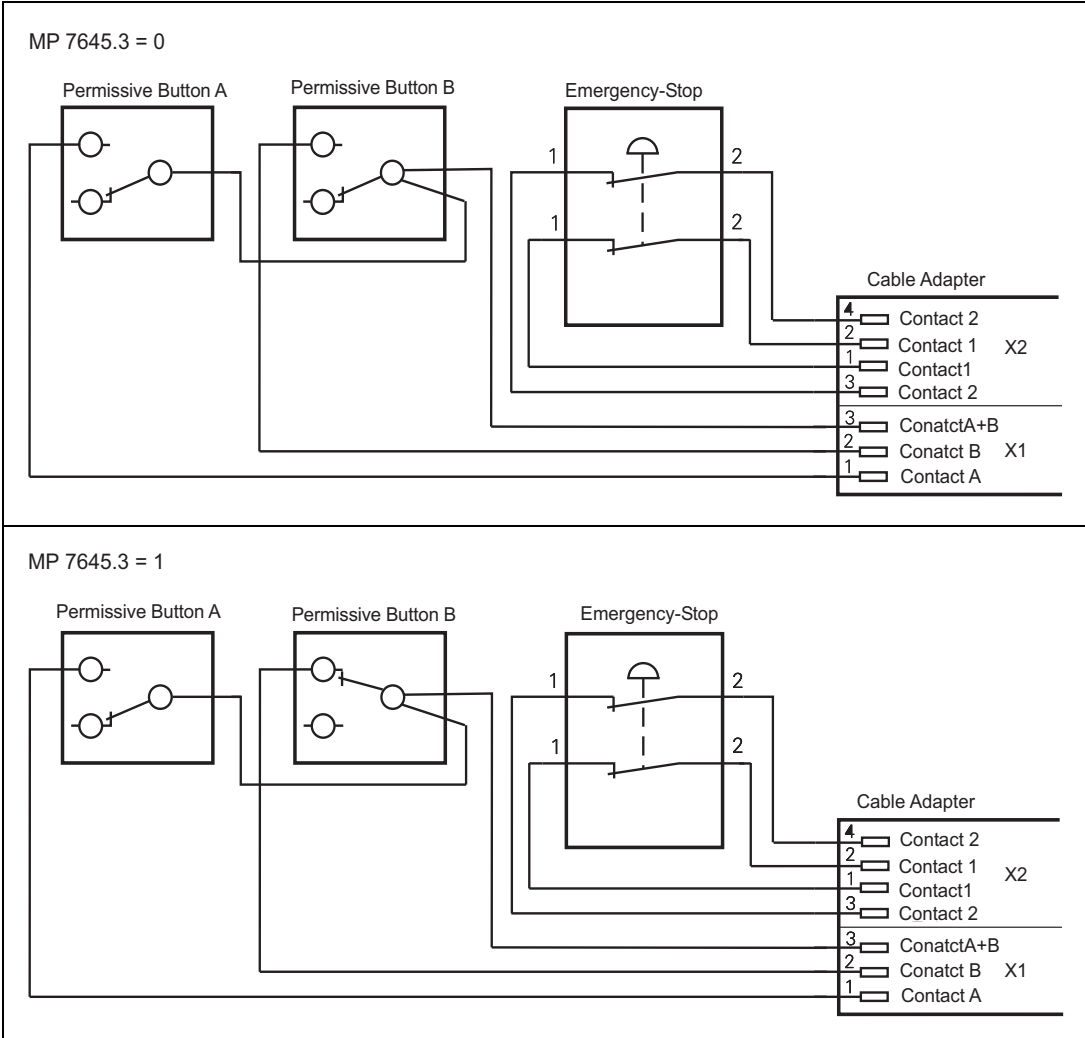 MP 7645.3 = 0
Permissive Button A
Permissive Button B
Emergency-Stop
1
2
1
2
Cable Adapter
4
Contact 2
2
Contact 1
X2
1
Contact1
3
Contact 2
3
ConatctA+B
2
Conatct B
X1
1
Contact A
MP 7645.3 = 1
Permissive Button A
Permissive Button B
Emergency-Stop
1
2
1
2
Cable Adapter
4
Contact 2
2
Contact 1
X2
1
Contact1
3
Contact 2
3
ConatctA+B
2
Conatct B
X1
1
Contact A